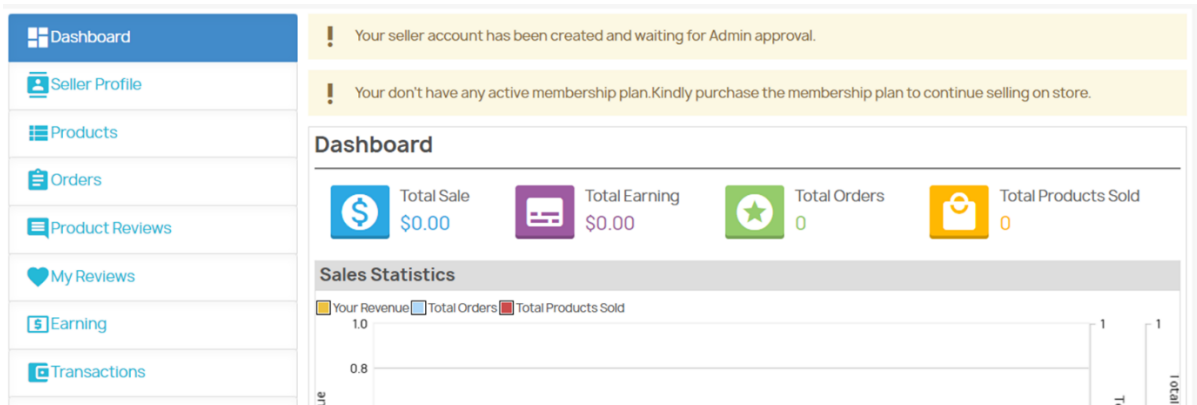 Dashboard
Seller Profile
Products
Orders
Product Reviews
My Reviews
Earning
Transactions
Your seller account has been created and waiting for Admin approval.
Your don't have any active membership plan.Kindly purchase the membership plan to continue selling on store.
Dashboard
Total Sale
$0.00
Total Earning
$0.00
Total Orders
0
Total Products Sold
0
Sales Statistics
Your Revenue Total Orders Total Products Sold
1.0
1
1
0.8
Total